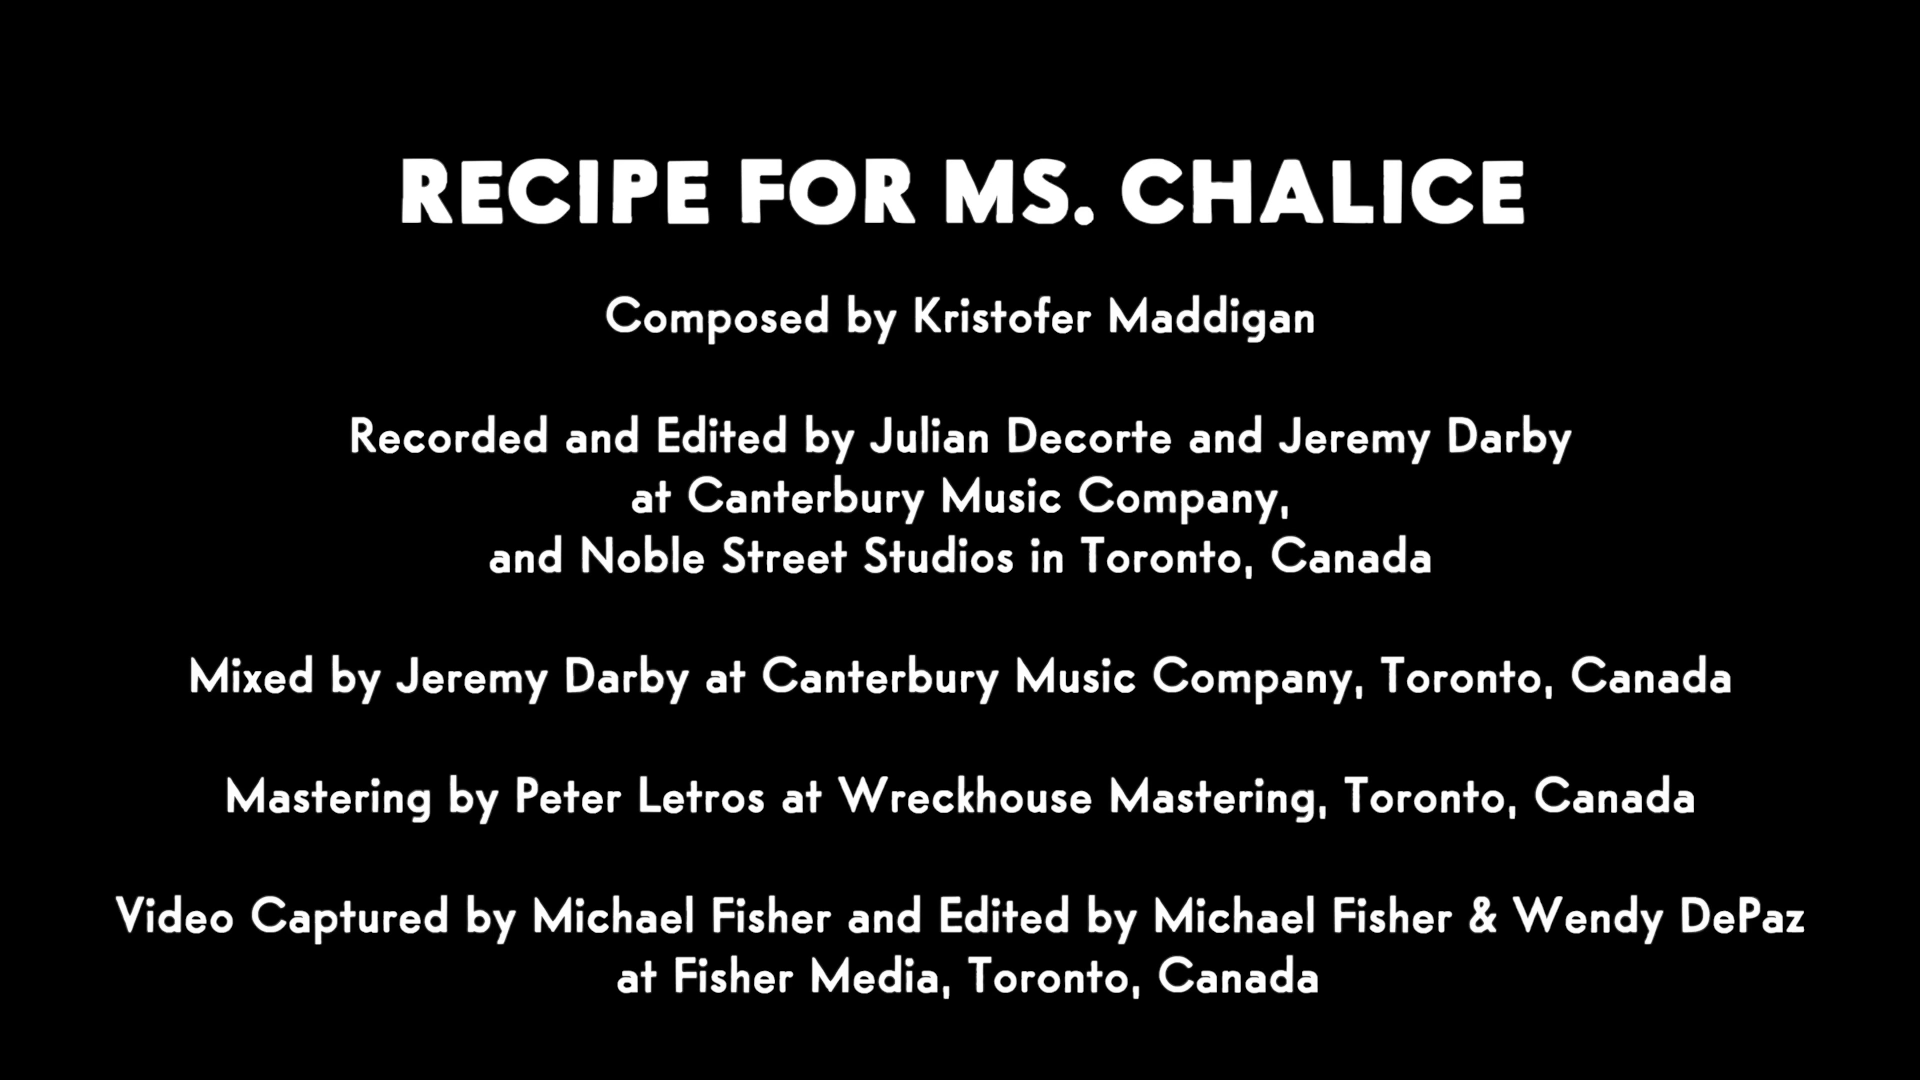 RECIPE FOR MS. CHALICE
Composed by Kristofer Maddigan
Recorded and Edited by Julian Decorte and Jeremy Darby
at Canterbury Music Company,
and Noble Street Studios in Toronto, Canada
Mixed by Jeremy Darby at Canterbury Music Company, Toronto, Canada
Mastering by Peter Letros at Wreckhouse Mastering, Toronto, Canada
Video Captured by Michael Fisher and Edited by Michael Fisher & Wendy DePaz
at Fisher Media, Toronto, Canada